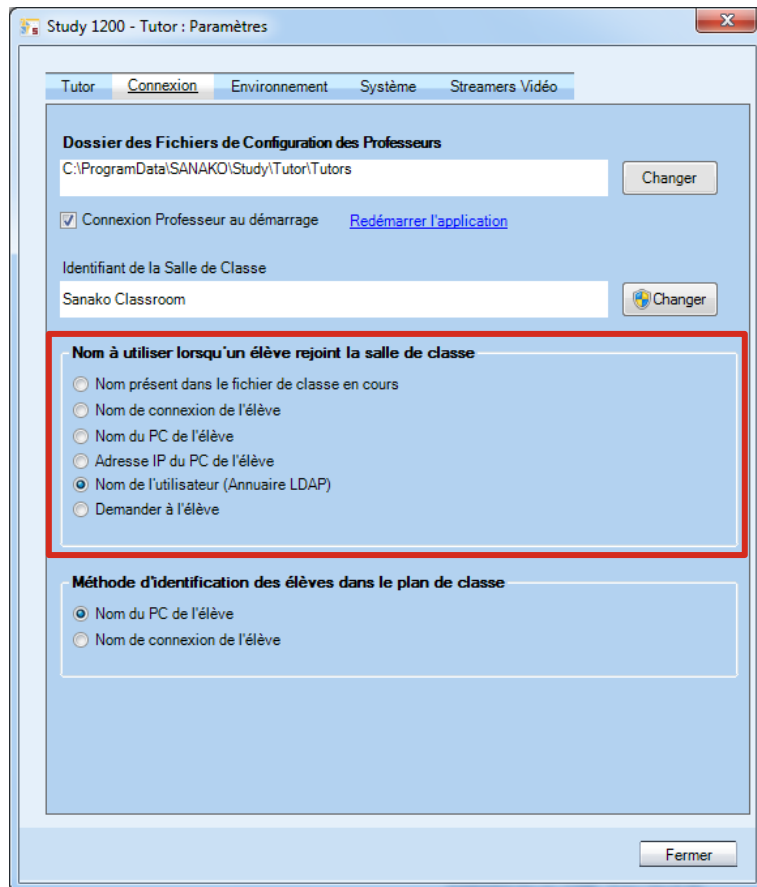 Study 1200 - Tutor : Paramètres
Tutor Connexion Environnement Système Streamers Vidéo
Dossier des Fichiers de Configuration des Professeurs
C:\ProgramData\SANAKO\Study\Tutor\Tutors
Changer
Connexion Professeur au démarrage Redémarrer l'application
Identifiant de la Salle de Classe
Sanako Classroom
Changer
Nom à utiliser lorsqu'un élève rejoint la salle de classe
Nom présent dans le fichier de classe en cours
Nom de connexion de l'élève
Nom du PC de l'élève
Adresse IP du PC de l'élève
Nom de l'utilisateur (Annuaire LDAP)
Demander à l'élève
Méthode d'identification des élèves dans le plan de classe
Nom du PC de l'élève
Nom de connexion de l'élève
Fermer